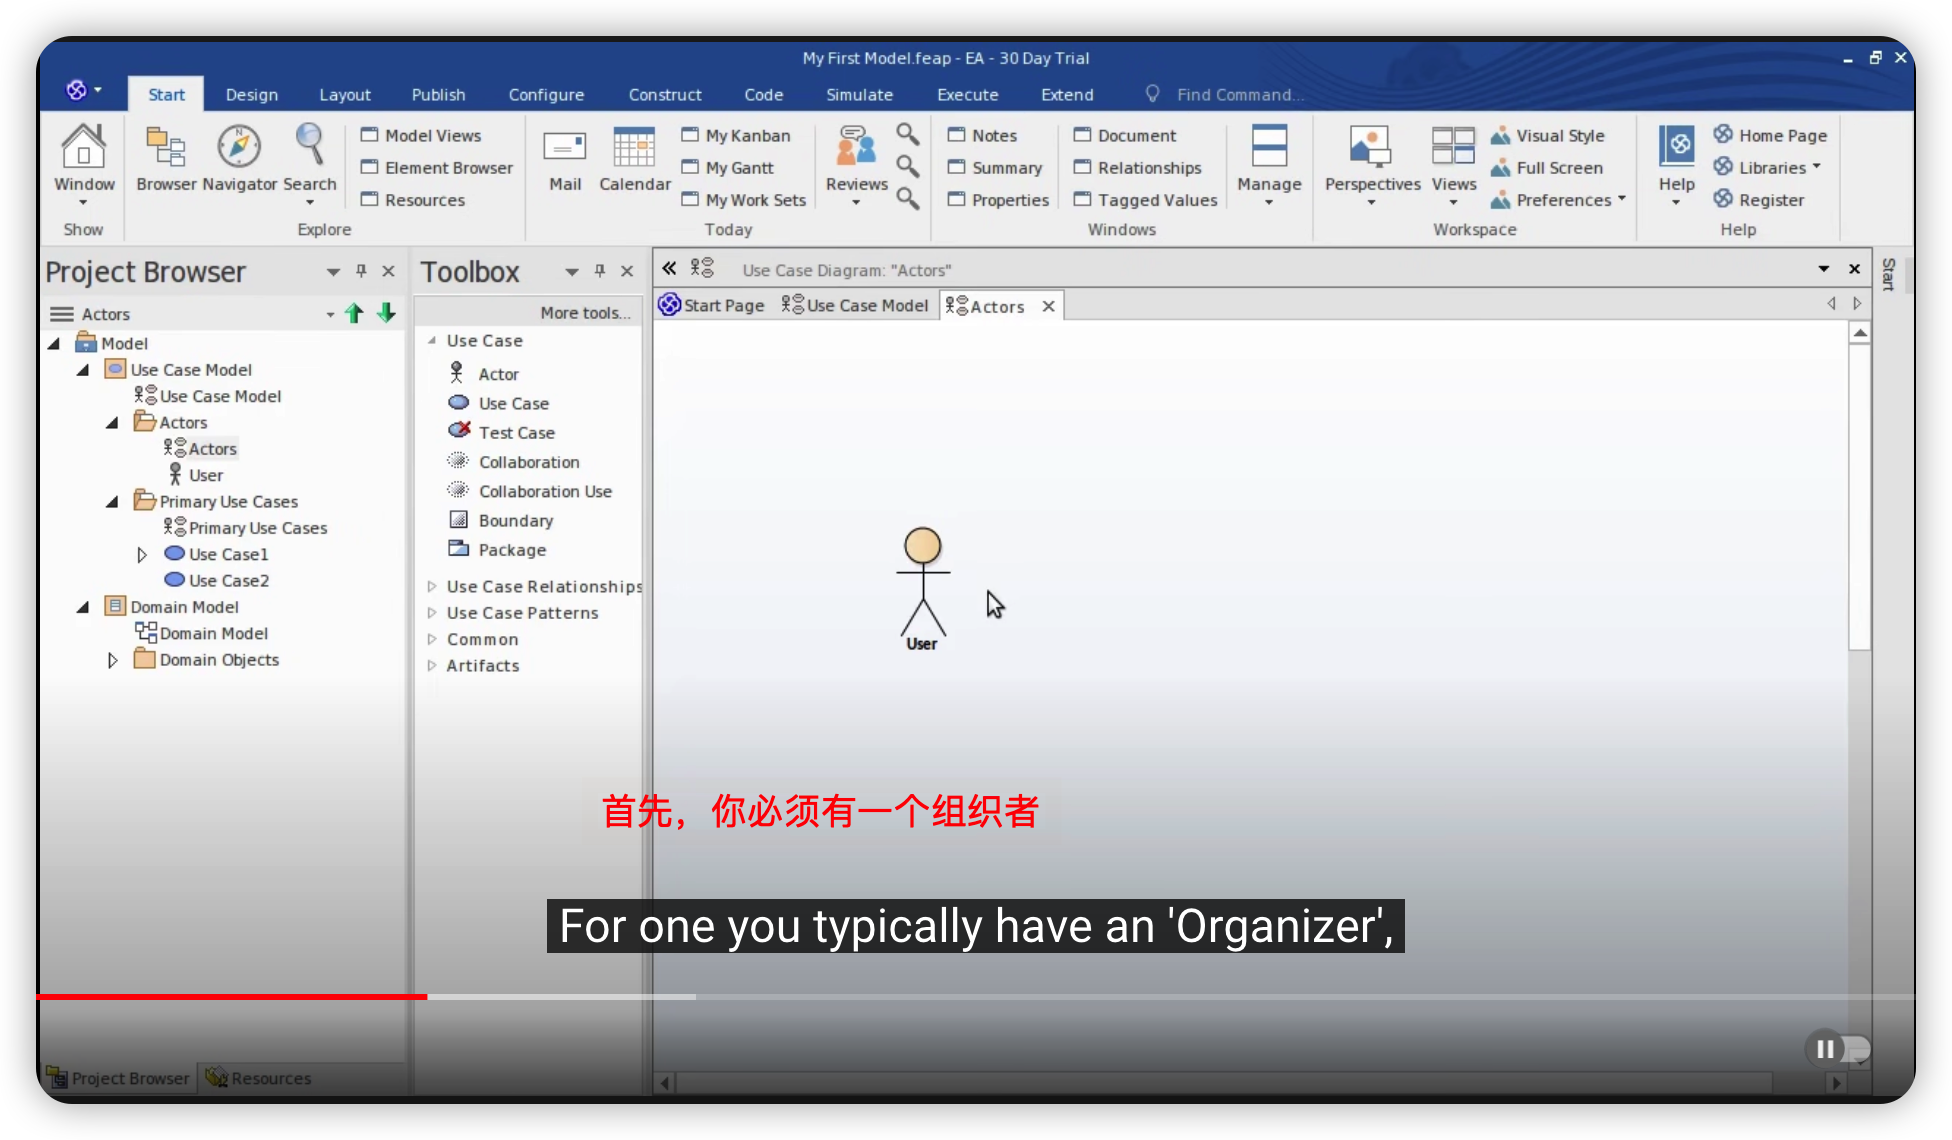 My First Model.feap - EA - 30 Day Trial
Start Design Layout Publish Configure Construct Code Simulate Execute Extend Find Command...
Window
Show
Browser Navigator Search
Model Views
Element Browser
Resources
Explore
Mail Calendar
My Kanban
My Gantt
My Work Sets
Reviews
Today
Notes
Summary
Properties
Document
Relationships
Tagged Values
Manage
Windows
Perspectives Views
Visual Style
Full Screen
Preferences
Workspace
Help
Home Page
Libraries
Register
Help
Project Browser
Actors
Model
Use Case Model
Use Case Model
Actors
Actors
User
Primary Use Cases
Primary Use Cases
Use Case1
Use Case2
Domain Model
Domain Model
Domain Objects
Project Browser Resources
Toolbox
More tools...
Use Case
Actor
Use Case
Test Case
Collaboration
Collaboration Use
Boundary
Package
Use Case Relationships
Use Case Patterns
Common
Artifacts
Use Case Diagram: "Actors"
Start Page Use Case Model Actors
Start
User
首先，你必须有一个组织者
For one you typically have an 'Organizer',